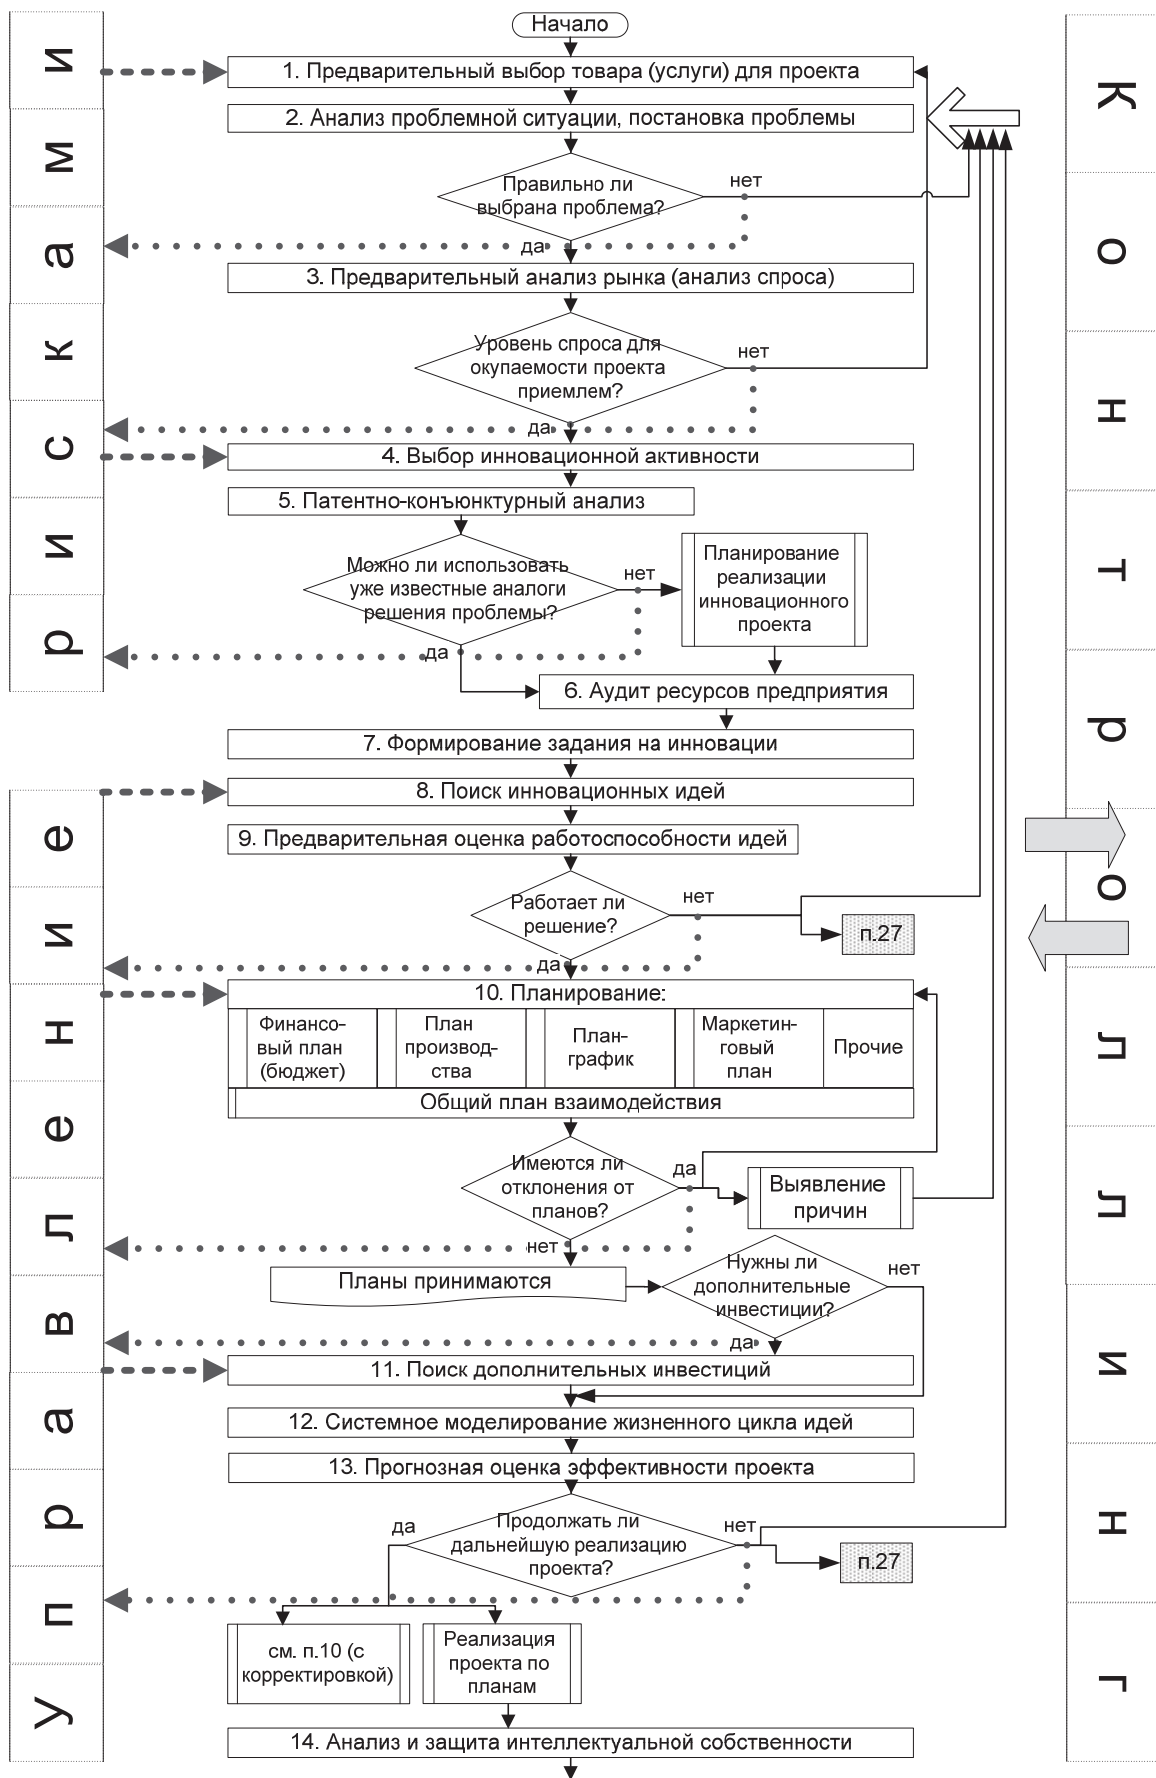 Начало
1. Предварительный выбор товара (услуги) для проекта
2. Анализ проблемной ситуации, постановка проблемы
Правильно ли
выбрана проблема?
нет
да
3. Предварительный анализ рынка (анализ спроса)
Уровень спроса для
окупаемости проекта
приемлем?
нет
да
4. Выбор инновационной активности
5. Патентно-конъюнктурный анализ
Можно ли использовать
уже известные аналоги
решения проблемы?
нет
да
Планирование
реализации
инновационного
проекта
6. Аудит ресурсов предприятия
7. Формирование задания на инновации
8. Поиск инновационных идей
9. Предварительная оценка работоспособности идей
Работает ли
решение?
нет
п.27
да
10. Планирование:
Финансо-
вый план
(бюджет)
План
производ-
ства
План-
график
Маркетин-
говый
план
Прочие
Общий план взаимодействия
Имеются ли
отклонения от
планов?
да
Выявление
причин
нет
Планы принимаются
Нужны ли
дополнительные
инвестиции?
нет
да
11. Поиск дополнительных инвестиций
12. Системное моделирование жизненного цикла идей
13. Прогнозная оценка эффективности проекта
Продолжать ли
дальнейшую реализацию
проекта?
да
нет
п.27
см. п.10 (с
корректировкой)
Реализация
проекта по
планам
14. Анализ и защита интеллектуальной собственности
Управление рисками
Контроллинг